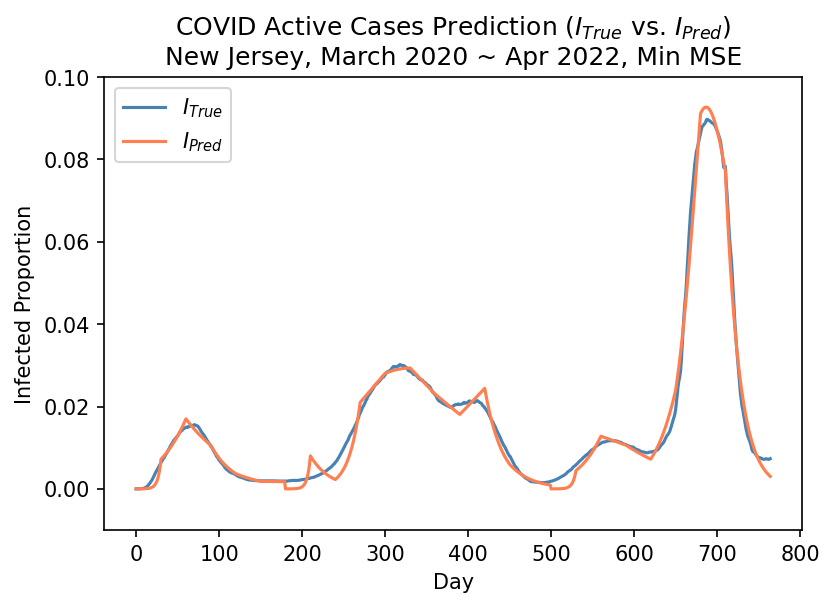 COVID Active Cases Prediction (I_True vs. I_Pred)
New Jersey, March 2020 ~ Apr 2022, Min MSE
I_True
I_Pred
Infected Proportion
0.10
0.08
0.06
0.04
0.02
0.00
0 100 200 300 400 500 600 700 800
Day